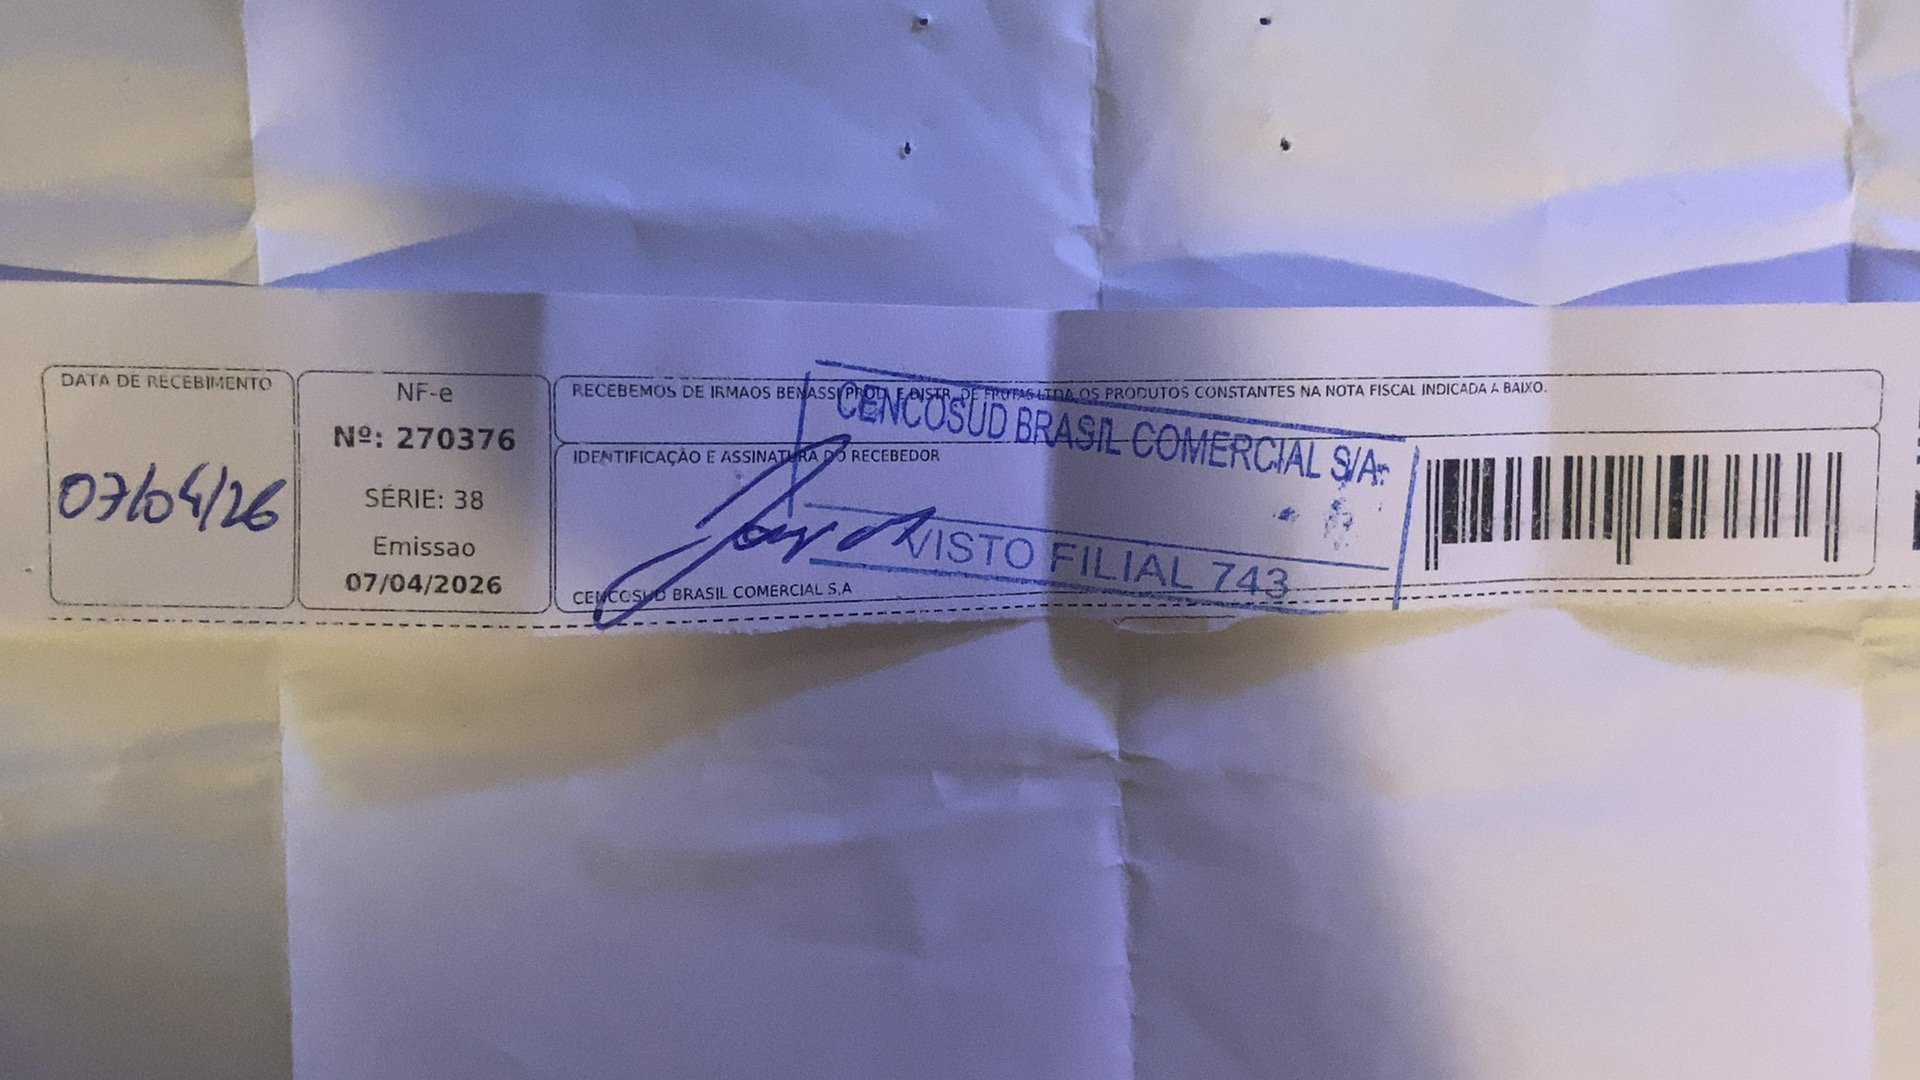 DATA DE RECEBIMENTO
07/04/26
NF-e
Nº: 270376
SÉRIE: 38
Emissao
07/04/2026
RECEBEMOS DE IRMAOS BENASSI PROD. E DISTR. DE FRUTAS LTDA OS PRODUTOS CONSTANTES NA NOTA FISCAL INDICADA A BAIXO.
IDENTIFICAÇÃO E ASSINATURA DO RECEBEDOR
CENCOSUD BRASIL COMERCIAL S.A
CENCOSUD BRASIL COMERCIAL S/A.
VISTO FILIAL 743